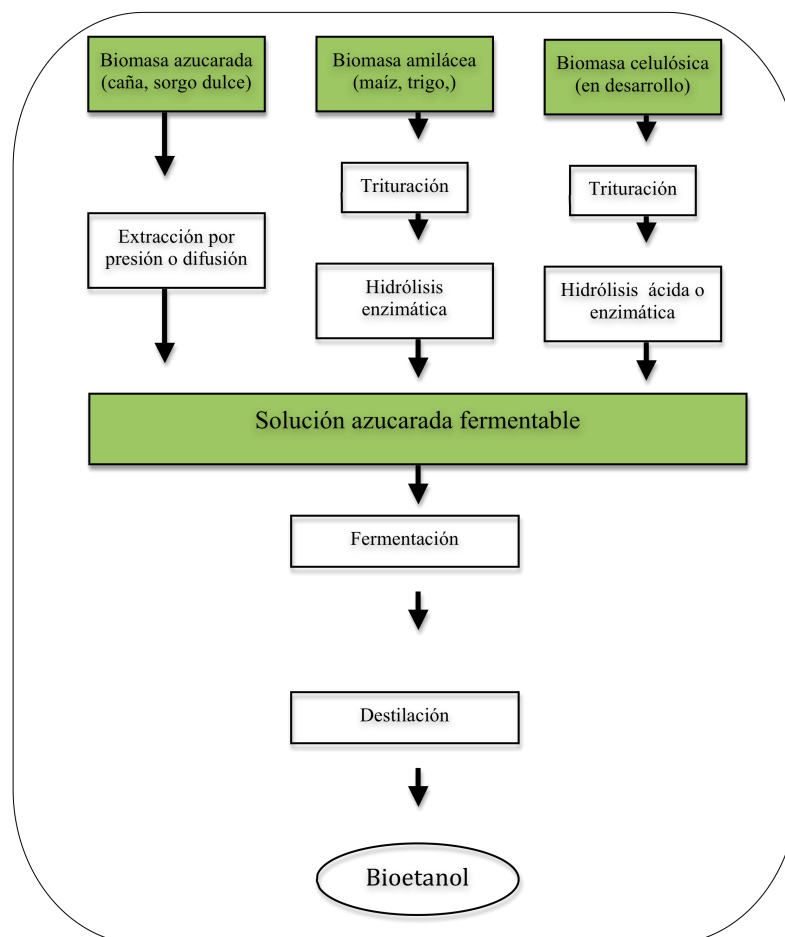 Biomasa azucarada
(caña, sorgo dulce)
Biomasa amilácea
(maíz, trigo,)
Biomasa celulósica
(en desarrollo)
Trituración
Trituración
Extracción por
presión o difusión
Hidrólisis
enzimática
Hidrólisis ácida o
enzimática
Solución azucarada fermentable
Fermentación
Destilación
Bioetanol